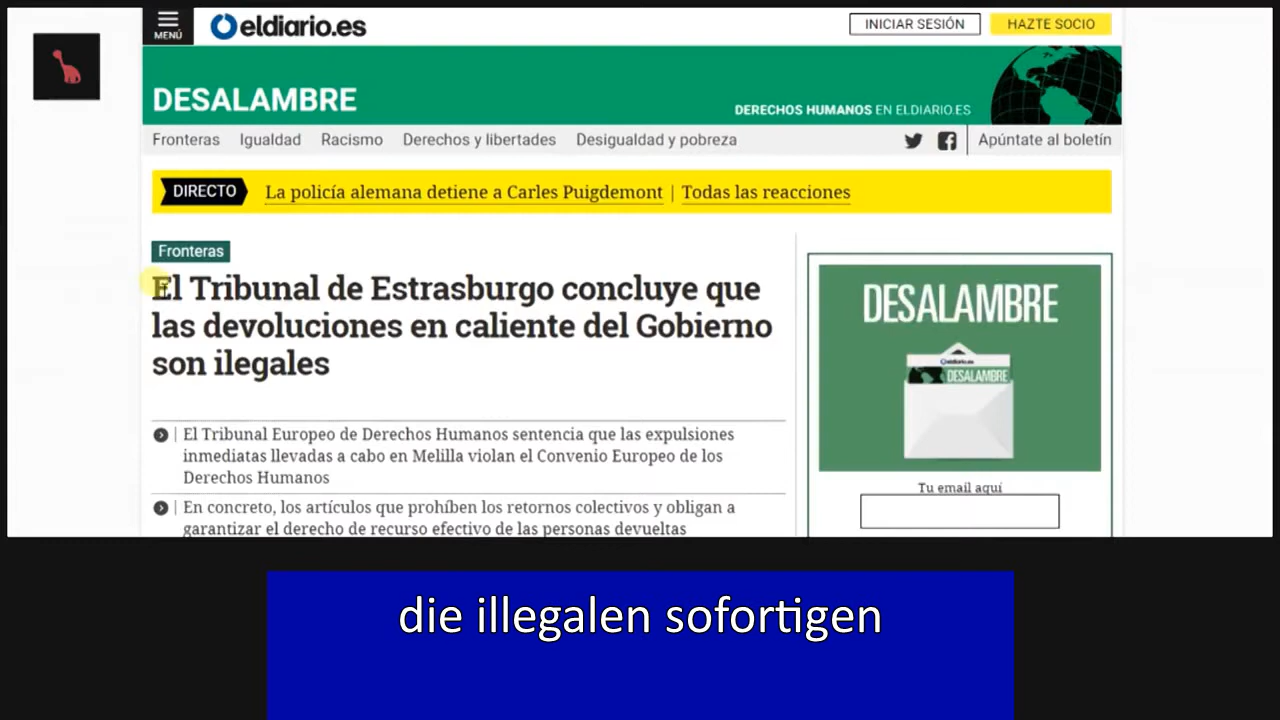 MENÚ
eldiario.es
INICIAR SESIÓN
HAZTE SOCIO
DESALAMBRE
DERECHOS HUMANOS EN ELDIARIO.ES
Fronteras Igualdad Racismo Derechos y libertades Desigualdad y pobreza
Apúntate al boletín
DIRECTO
La policía alemana detiene a Carles Puigdemont | Todas las reacciones
Fronteras
El Tribunal de Estrasburgo concluye que
las devoluciones en caliente del Gobierno
son ilegales
El Tribunal Europeo de Derechos Humanos sentencia que las expulsiones
inmediatas llevadas a cabo en Melilla violan el Convenio Europeo de los
Derechos Humanos
En concreto, los artículos que prohíben los retornos colectivos y obligan a
garantizar el derecho de recurso efectivo de las personas devueltas
DESALAMBRE
eldiario.es
DESALAMBRE
Tu email aquí
die illegalen sofortigen